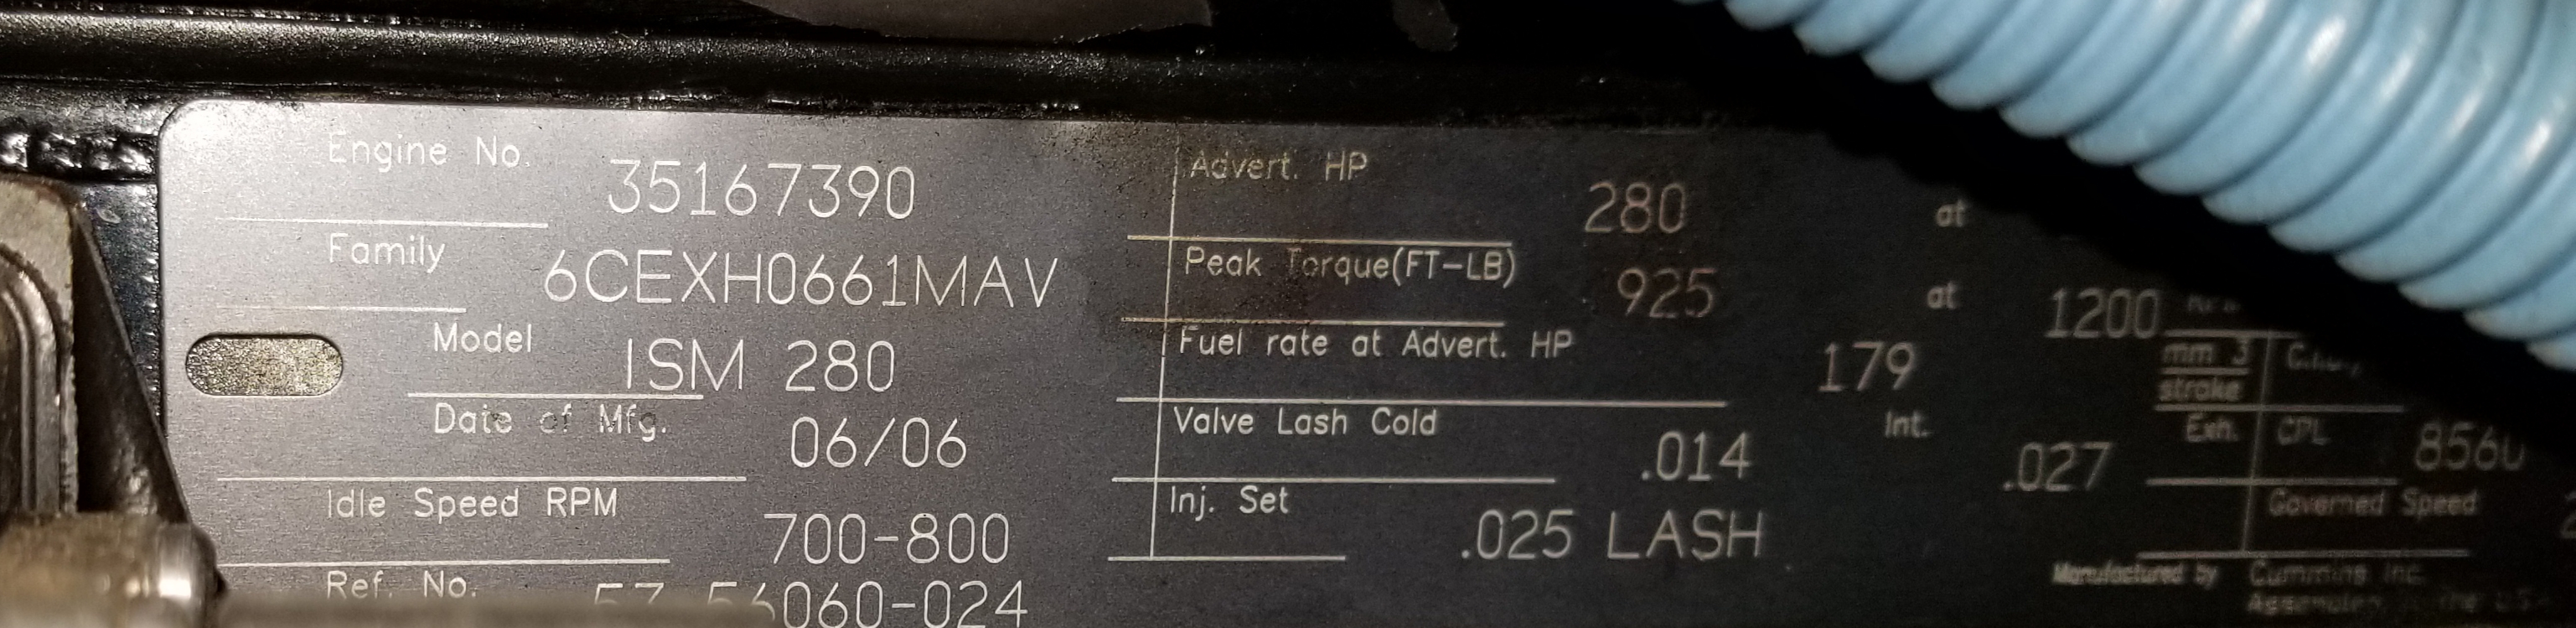 Engine No. 35167390
Family 6CEXH0661MAV
Model ISM 280
Date of Mfg. 06/06
Idle Speed RPM 700-800
Ref. No. 56060-024
Advert. HP 280 at
Peak Torque(FT-LB) 925 at 1200
Fuel rate at Advert. HP 179 mm 3 stroke
Valve Lash Cold .014 Int. .027 Exh.
Inj. Set .025 LASH
CPL
Governed Speed
Manufactured by Cummins Inc.